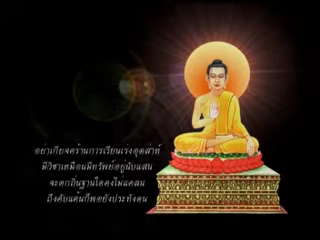 อย่าเกียจคร้านการเรียนเร่งอุตส่าห์
มีวิชาเหมือนมีทรัพย์อยู่นับแสน
จะตกถิ่นฐานใดคงไม่แคลน
ถึงคับแค้นก็พอยังประทังตน